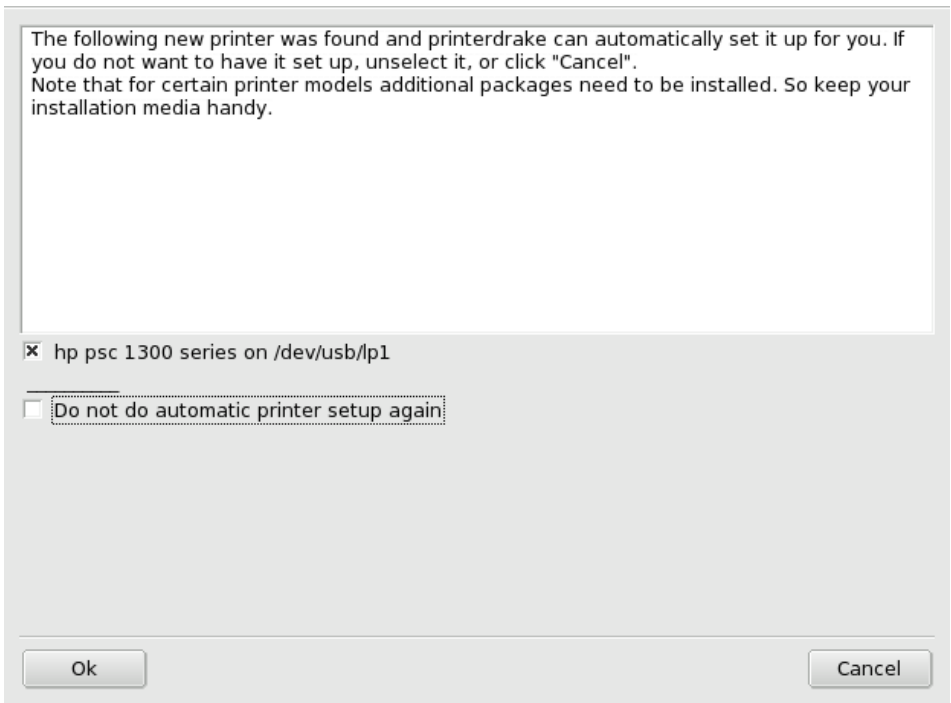 The following new printer was found and printerdrake can automatically set it up for you. If
you do not want to have it set up, unselect it, or click "Cancel".
Note that for certain printer models additional packages need to be installed. So keep your
installation media handy.
hp psc 1300 series on /dev/usb/lp1
Do not do automatic printer setup again
Ok
Cancel